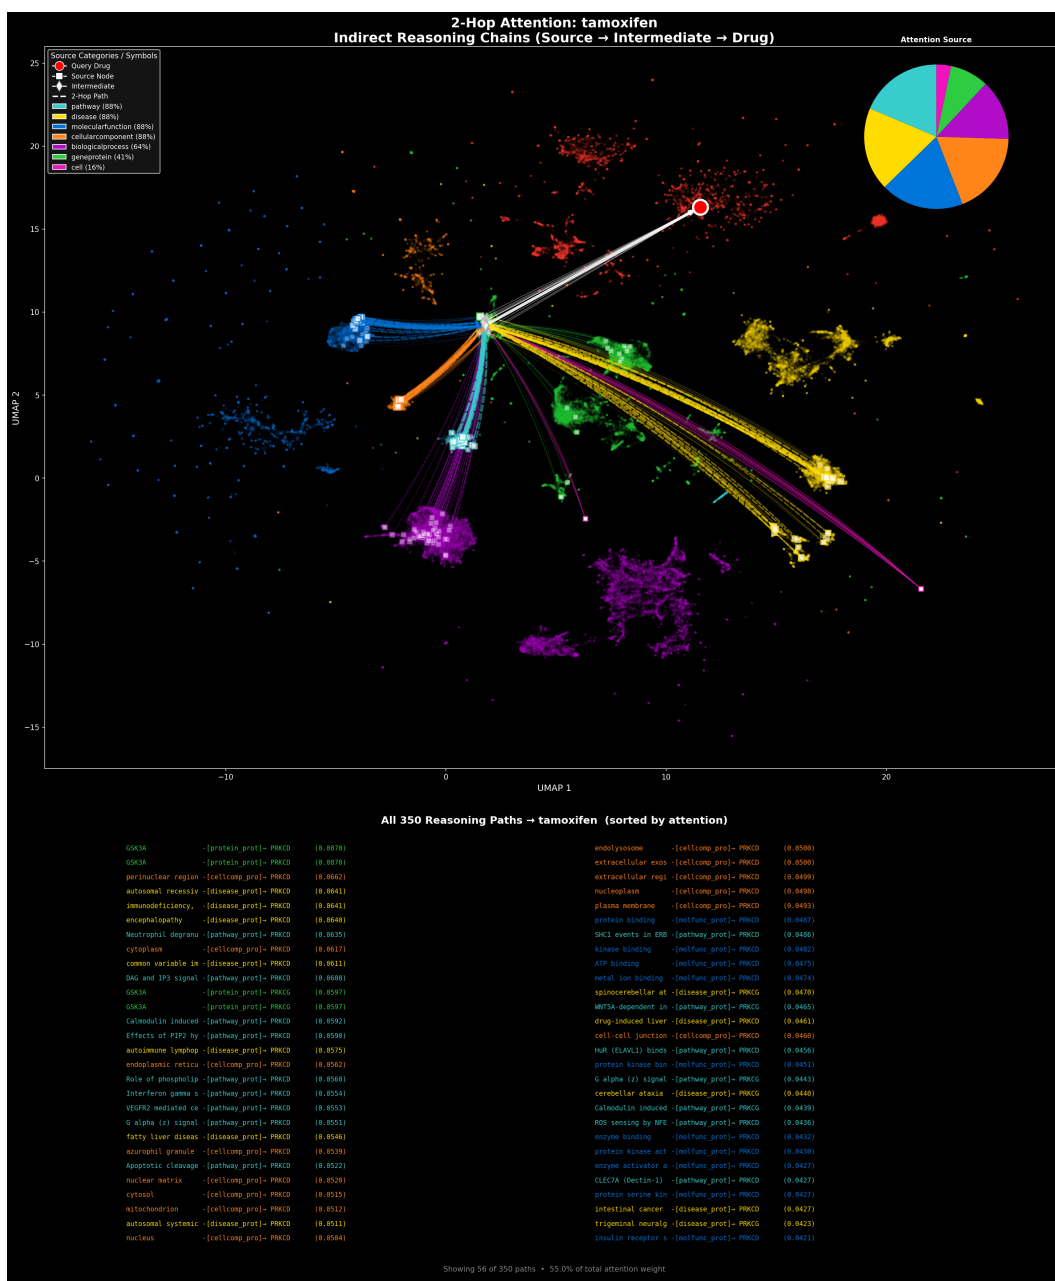 2-Hop Attention: tamoxifen
Indirect Reasoning Chains (Source → Intermediate → Drug)
Attention Source
Source Categories / Symbols
Query Drug
Source Node
Intermediate
2-Hop Path
pathway (88%)
disease (88%)
molecularfunction (88%)
cellularcomponent (88%)
biologicalprocess (64%)
geneprotein (41%)
cell (16%)
25
20
15
10
5
0
−5
−10
−15
UMAP 2
−10
0
10
20
UMAP 1
All 350 Reasoning Paths → tamoxifen (sorted by attention)
GSK3A -[protein_prot]→ PRKCD (0.0878)
GSK3A -[protein_prot]→ PRKCD (0.0870)
perinuclear region -[cellcomp_pro]→ PRKCD (0.0662)
autosomal recessiv -[disease_prot]→ PRKCD (0.0641)
immunodeficiency, -[disease_prot]→ PRKCD (0.0641)
encephalopathy -[disease_prot]→ PRKCD (0.0640)
Neutrophil degranu -[pathway_prot]→ PRKCD (0.0635)
cytoplasm -[cellcomp_pro]→ PRKCD (0.0617)
common variable im -[disease_prot]→ PRKCD (0.0611)
DAG and IP3 signal -[pathway_prot]→ PRKCD (0.0608)
GSK3A -[protein_prot]→ PRKCG (0.0597)
GSK3A -[protein_prot]→ PRKCG (0.0597)
Calmodulin induced -[pathway_prot]→ PRKCD (0.0592)
Effects of PIP2 hy -[pathway_prot]→ PRKCD (0.0590)
autoimmune lymphop -[disease_prot]→ PRKCD (0.0575)
endoplasmic reticu -[cellcomp_pro]→ PRKCD (0.0562)
Role of phospholip -[pathway_prot]→ PRKCD (0.0560)
Interferon gamma s -[pathway_prot]→ PRKCD (0.0554)
VEGFR2 mediated ce -[pathway_prot]→ PRKCD (0.0553)
G alpha (z) signal -[pathway_prot]→ PRKCD (0.0551)
fatty liver diseas -[disease_prot]→ PRKCD (0.0546)
azurophil granule -[cellcomp_pro]→ PRKCD (0.0539)
Apoptotic cleavage -[pathway_prot]→ PRKCD (0.0522)
nuclear matrix -[cellcomp_pro]→ PRKCD (0.0520)
cytosol -[cellcomp_pro]→ PRKCD (0.0515)
mitochondrion -[cellcomp_pro]→ PRKCD (0.0512)
autosomal systemic -[disease_prot]→ PRKCD (0.0511)
nucleus -[cellcomp_pro]→ PRKCD (0.0504)
endolysosome -[cellcomp_pro]→ PRKCD (0.0500)
extracellular exos -[cellcomp_pro]→ PRKCD (0.0500)
extracellular regi -[cellcomp_pro]→ PRKCD (0.0499)
nucleoplasm -[cellcomp_pro]→ PRKCD (0.0498)
plasma membrane -[cellcomp_pro]→ PRKCD (0.0493)
protein binding -[molfunc_prot]→ PRKCD (0.0487)
SHC1 events in ERB -[pathway_prot]→ PRKCD (0.0486)
kinase binding -[molfunc_prot]→ PRKCD (0.0482)
ATP binding -[molfunc_prot]→ PRKCD (0.0475)
metal ion binding -[molfunc_prot]→ PRKCD (0.0474)
spinocerebellar at -[disease_prot]→ PRKCG (0.0470)
WNT5A-dependent in -[pathway_prot]→ PRKCG (0.0465)
drug-induced liver -[disease_prot]→ PRKCD (0.0461)
cell-cell junction -[cellcomp_pro]→ PRKCD (0.0460)
HuR (ELAVL1) binds -[pathway_prot]→ PRKCD (0.0456)
protein kinase bin -[molfunc_prot]→ PRKCD (0.0451)
G alpha (z) signal -[pathway_prot]→ PRKCG (0.0443)
cerebellar ataxia -[disease_prot]→ PRKCG (0.0440)
Calmodulin induced -[pathway_prot]→ PRKCG (0.0439)
ROS sensing by NFE -[pathway_prot]→ PRKCD (0.0436)
enzyme binding -[molfunc_prot]→ PRKCD (0.0432)
protein kinase act -[molfunc_prot]→ PRKCD (0.0430)
enzyme activator a -[molfunc_prot]→ PRKCD (0.0427)
CLEC7A (Dectin-1) -[pathway_prot]→ PRKCD (0.0427)
protein serine kin -[molfunc_prot]→ PRKCD (0.0427)
intestinal cancer -[disease_prot]→ PRKCD (0.0427)
trigeminal neuralg -[disease_prot]→ PRKCG (0.0423)
insulin receptor s -[molfunc_prot]→ PRKCD (0.0421)
Showing 56 of 350 paths • 55.0% of total attention weight